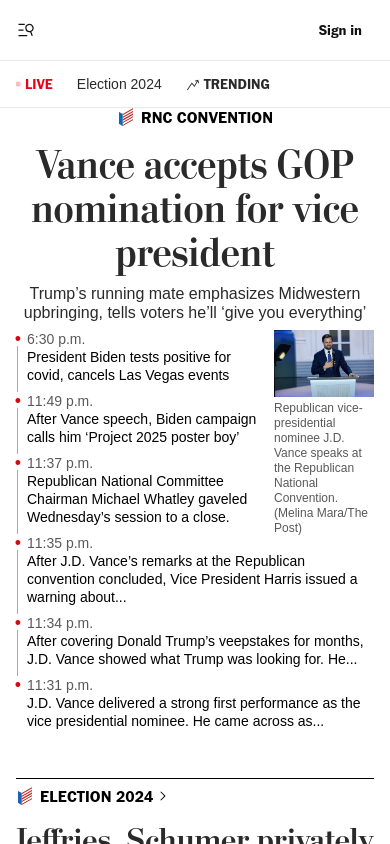 Sign in
LIVE
Election 2024
TRENDING
RNC CONVENTION
Vance accepts GOP
nomination for vice
president
Trump’s running mate emphasizes Midwestern
upbringing, tells voters he’ll ‘give you everything’
6:30 p.m.
President Biden tests positive for
covid, cancels Las Vegas events
11:49 p.m.
After Vance speech, Biden campaign
calls him ‘Project 2025 poster boy’
11:37 p.m.
Republican National Committee
Chairman Michael Whatley gaveled
Wednesday’s session to a close.
Republican vice-
presidential
nominee J.D.
Vance speaks at
the Republican
National
Convention.
(Melina Mara/The
Post)
11:35 p.m.
After J.D. Vance’s remarks at the Republican
convention concluded, Vice President Harris issued a
warning about...
11:34 p.m.
After covering Donald Trump’s veepstakes for months,
J.D. Vance showed what Trump was looking for. He...
11:31 p.m.
J.D. Vance delivered a strong first performance as the
vice presidential nominee. He came across as...
ELECTION 2024
Jeffries, Schumer privately